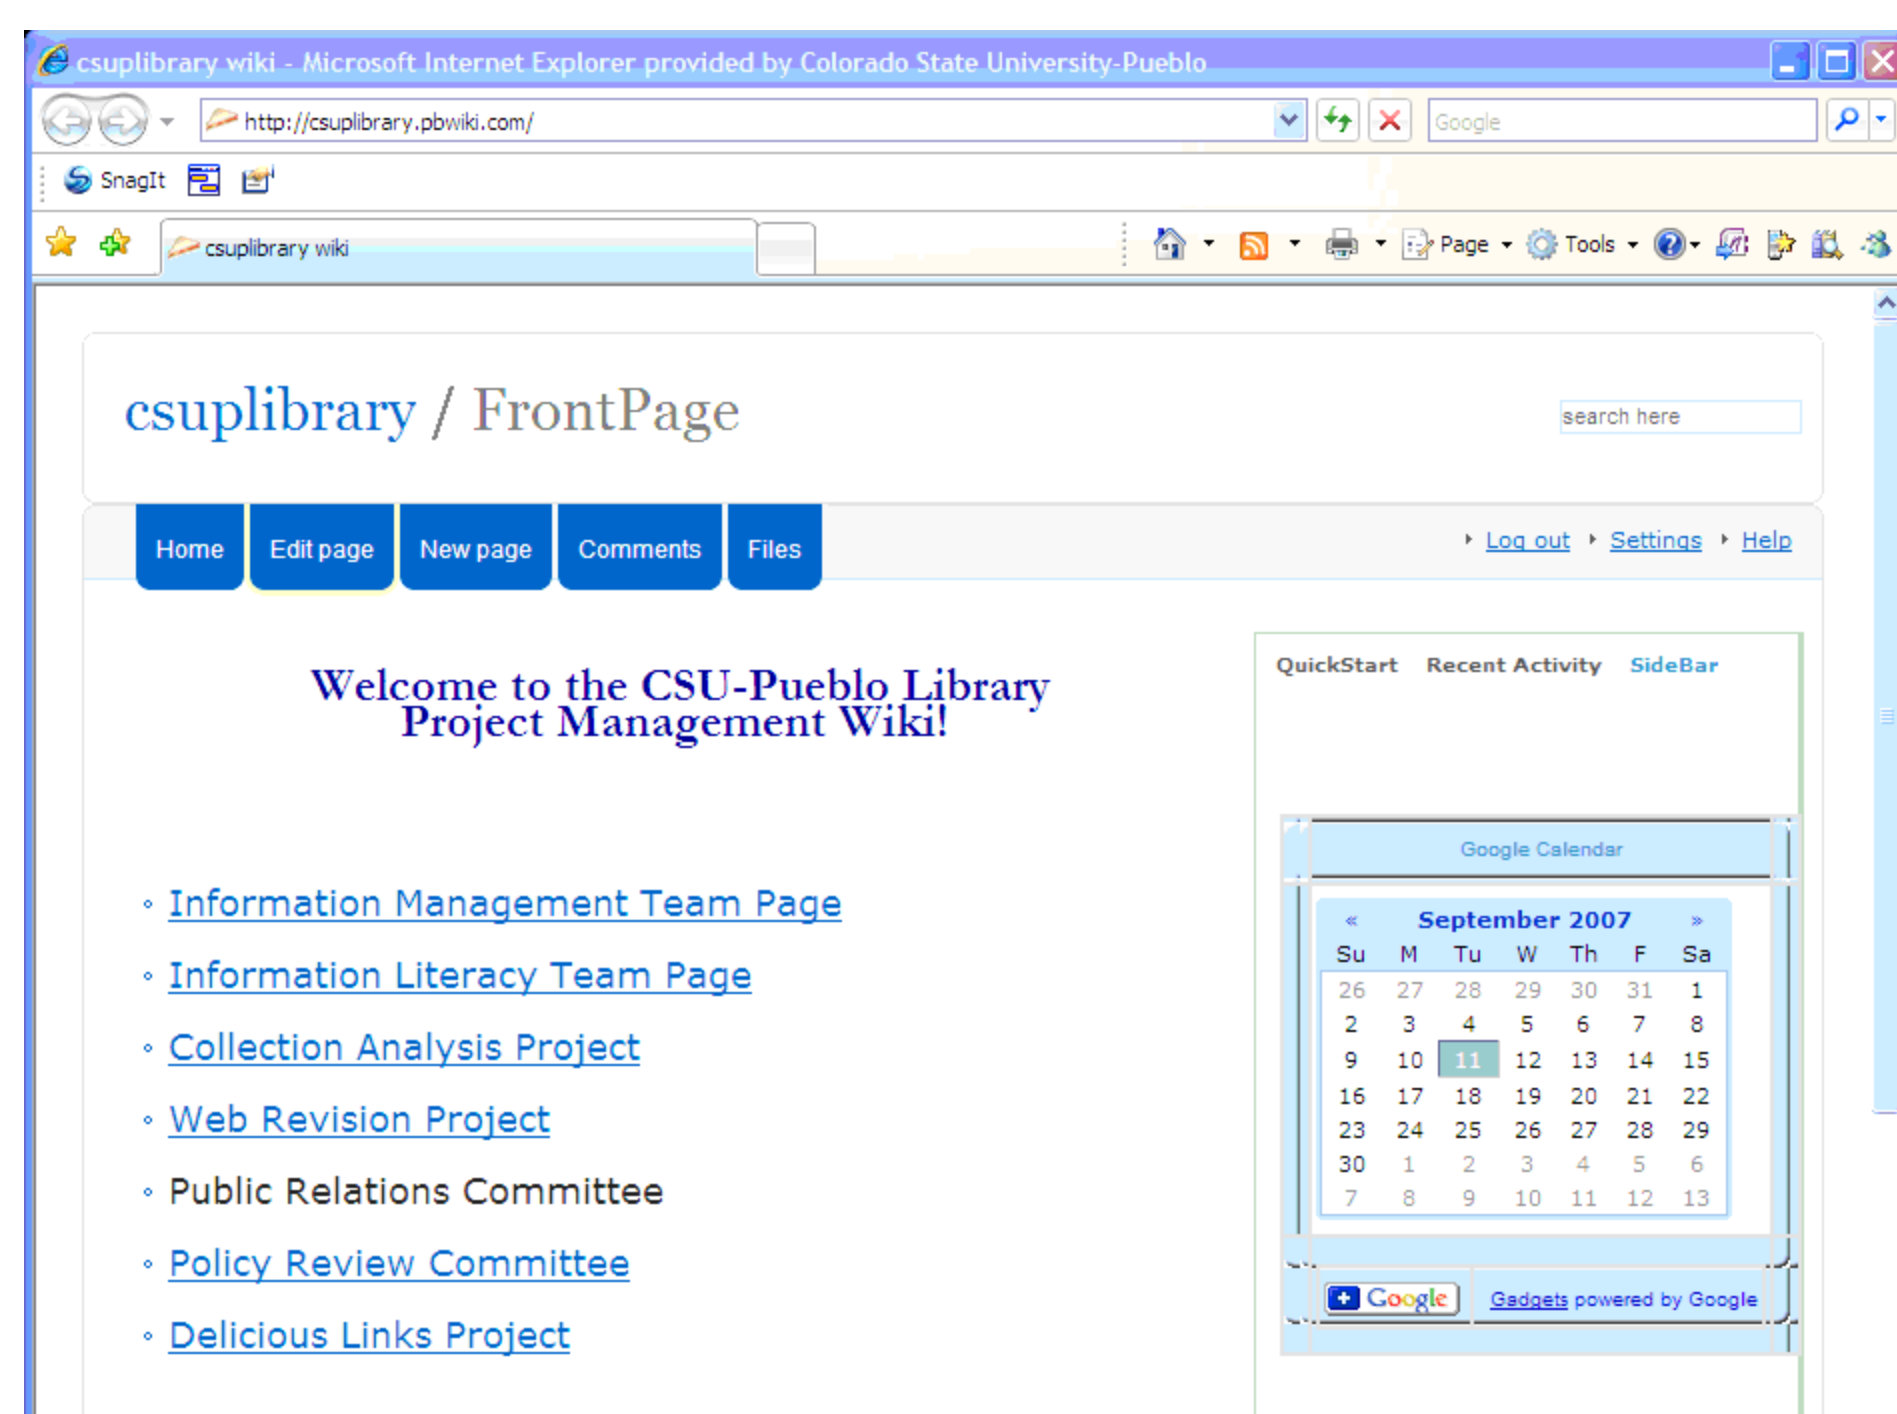 csuplibrary wiki - Microsoft Internet Explorer provided by Colorado State University-Pueblo
http://csuplibrary.pbwiki.com/
Google
SnagIt
csuplibrary wiki
Page
Tools
csuplibrary / FrontPage
search here
Home
Edit page
New page
Comments
Files
Log out
Settings
Help
Welcome to the CSU-Pueblo Library
Project Management Wiki!
Information Management Team Page
Information Literacy Team Page
Collection Analysis Project
Web Revision Project
Public Relations Committee
Policy Review Committee
Delicious Links Project
QuickStart Recent Activity SideBar
Google Calendar
« September 2007 »
Su M Tu W Th F Sa
26 27 28 29 30 31 1
2 3 4 5 6 7 8
9 10 11 12 13 14 15
16 17 18 19 20 21 22
23 24 25 26 27 28 29
30 1 2 3 4 5 6
7 8 9 10 11 12 13
Google
Gadgets powered by Google